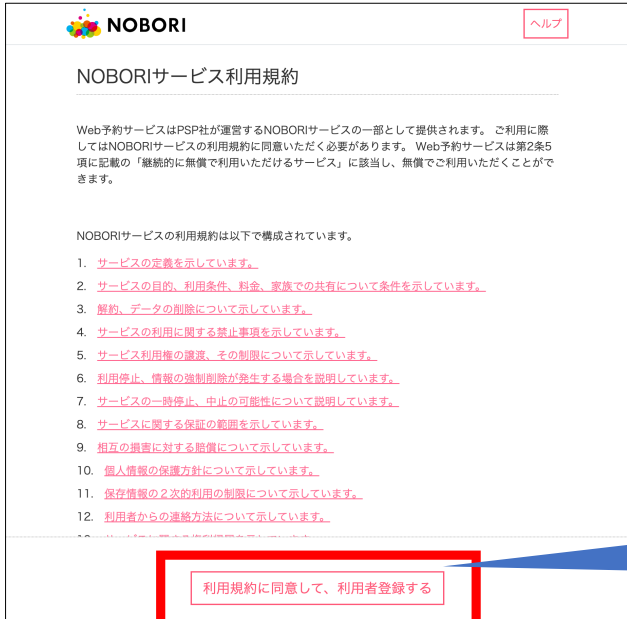 NOBORI
ヘルプ
NOBORIサービス利用規約
Web予約サービスはPSP社が運営するNOBORIサービスの一部として提供されます。 ご利用に際
してはNOBORIサービスの利用規約に同意いただく必要があります。 Web予約サービスは第2条5
項に記載の「継続的に無償で利用いただけるサービス」に該当し、無償でご利用いただくことがで
きます。
NOBORIサービスの利用規約は以下で構成されています。
1. サービスの定義を示しています。
2. サービスの目的、利用条件、料金、家族での共有について条件を示しています。
3. 解約、データの削除について示しています。
4. サービスの利用に関する禁止事項を示しています。
5. サービス利用権の譲渡、その制限について示しています。
6. 利用停止、情報の強制削除が発生する場合を説明しています。
7. サービスの一時停止、中止の可能性について説明しています。
8. サービスに関する保証の範囲を示しています。
9. 相互の損害に対する賠償について示しています。
10. 個人情報の保護方針について示しています。
11. 保存情報の２次的利用の制限について示しています。
12. 利用者からの連絡方法について示しています。
利用規約に同意して、利用者登録する